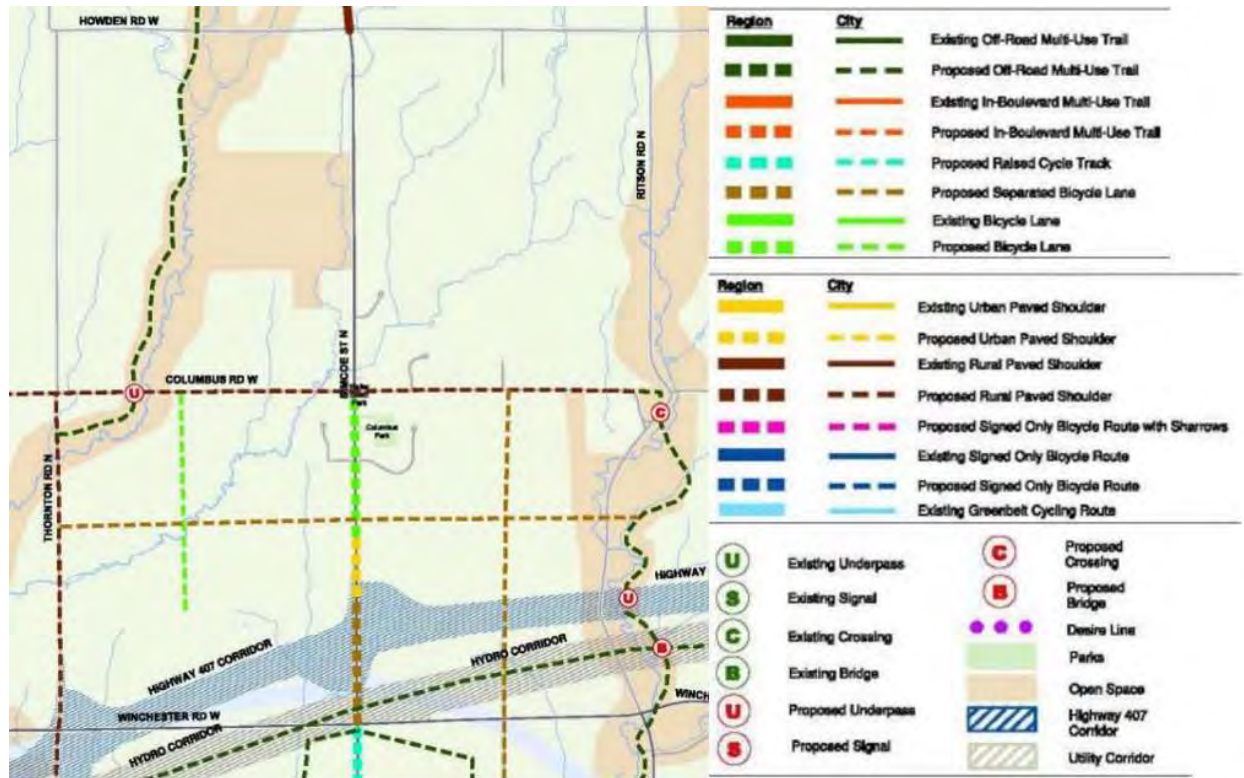 HOWDEN RD W
RITSON RD N
SIMCOE ST N
COLUMBUS RD W
Park
Columbus
Park
THORNTON RD N
HIGHWAY
HIGHWAY 407 CORRIDOR
HYDRO CORRIDOR
WINCHESTER RD W
WINCH
HYDRO CORRIDOR
U
C
U
B
Region City
Existing Off-Road Multi-Use Trail
Proposed Off-Road Multi-Use Trail
Existing In-Boulevard Multi-Use Trail
Proposed In-Boulevard Multi-Use Trail
Proposed Raised Cycle Track
Proposed Separated Bicycle Lane
Existing Bicycle Lane
Proposed Bicycle Lane
Region City
Existing Urban Paved Shoulder
Proposed Urban Paved Shoulder
Existing Rural Paved Shoulder
Proposed Rural Paved Shoulder
Proposed Signed Only Bicycle Route with Sharrows
Existing Signed Only Bicycle Route
Proposed Signed Only Bicycle Route
Existing Greenbelt Cycling Route
U Existing Underpass
S Existing Signal
C Existing Crossing
B Existing Bridge
U Proposed Underpass
S Proposed Signal
C Proposed
Crossing
B Proposed
Bridge
Desire Line
Parks
Open Space
Highway 407
Corridor
Utility Corridor